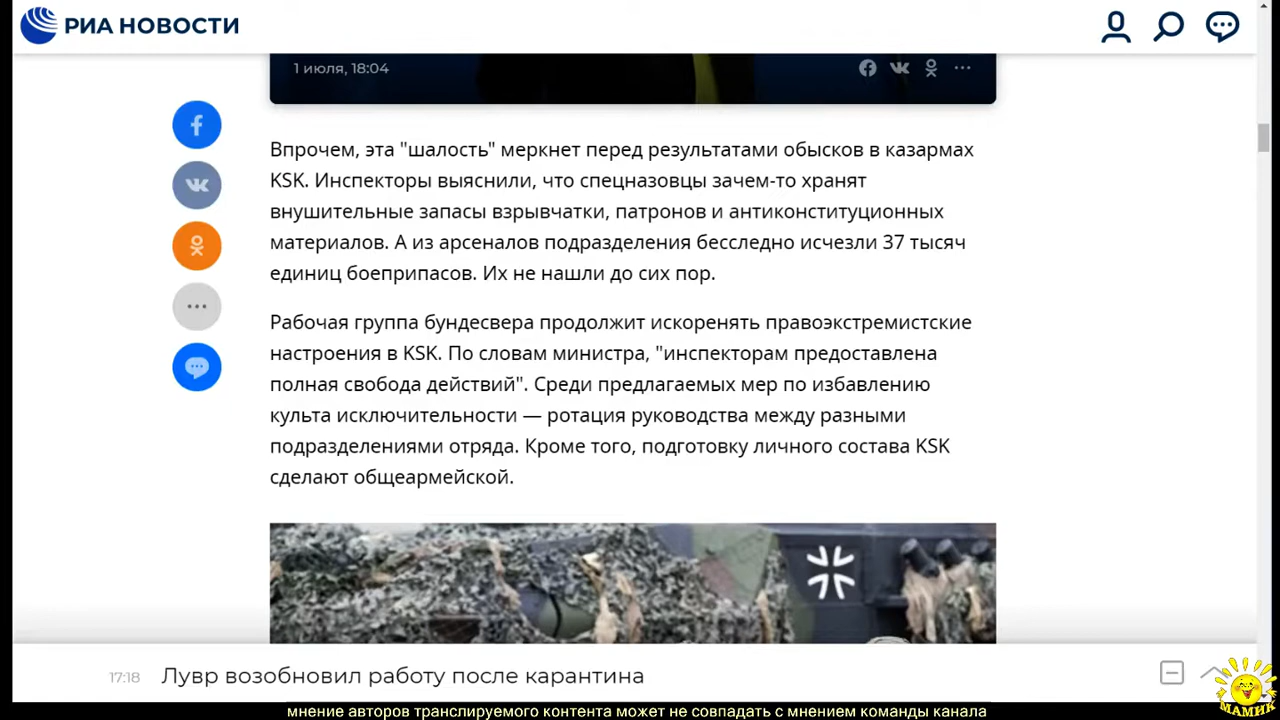 РИА НОВОСТИ
1 июля, 18:04
Впрочем, эта "шалость" меркнет перед результатами обысков в казармах
KSK. Инспекторы выяснили, что спецназовцы зачем-то хранят
внушительные запасы взрывчатки, патронов и антиконституционных
материалов. А из арсеналов подразделения бесследно исчезли 37 тысяч
единиц боеприпасов. Их не нашли до сих пор.
Рабочая группа бундесвера продолжит искоренять правоэкстремистские
настроения в KSK. По словам министра, "инспекторам предоставлена
полная свобода действий". Среди предлагаемых мер по избавлению
культа исключительности — ротация руководства между разными
подразделениями отряда. Кроме того, подготовку личного состава KSK
сделают общеармейской.
17:18 Лувр возобновил работу после карантина
МАМИК
мнение авторов транслируемого контента может не совпадать с мнением команды канала